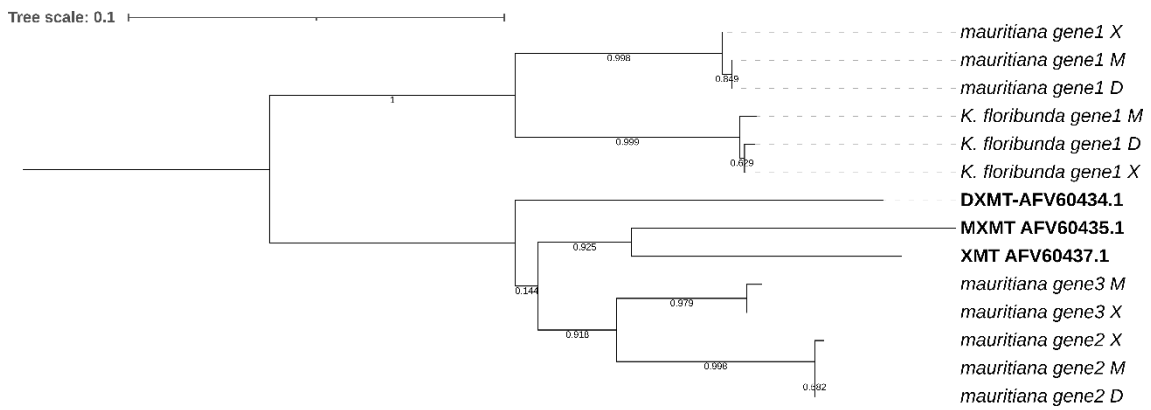 Tree scale: 0.1
mauritiana gene1 X
0.998
mauritiana gene1 M
0.849
mauritiana gene1 D
1
K. floribunda gene1 M
0.999
K. floribunda gene1 D
0.629
K. floribunda gene1 X
DXMT-AFV60434.1
MXMT AFV60435.1
0.925
XMT AFV60437.1
0.144
mauritiana gene3 M
0.979
mauritiana gene3 X
0.918
mauritiana gene2 X
0.998
mauritiana gene2 M
mauritiana gene2 D